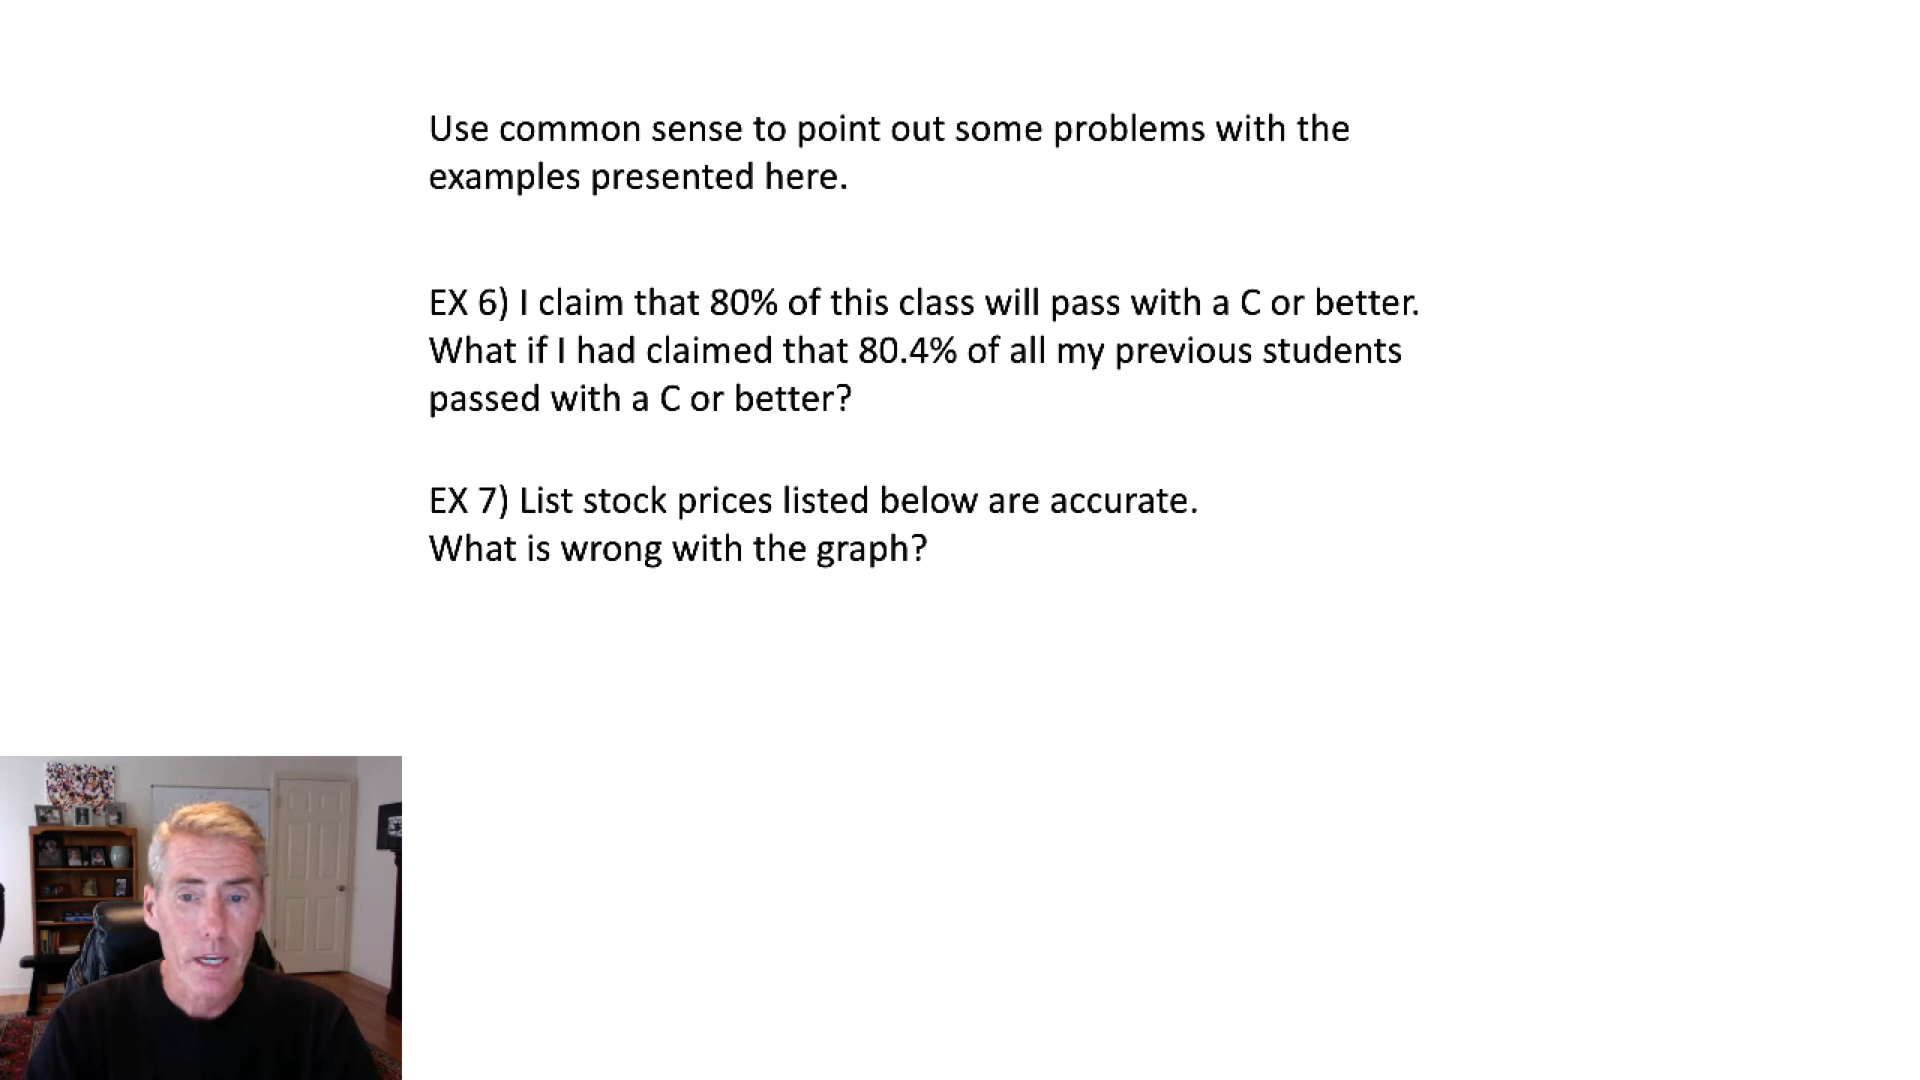 Use common sense to point out some problems with the
examples presented here.
EX 6) I claim that 80% of this class will pass with a C or better.
What if I had claimed that 80.4% of all my previous students
passed with a C or better?
EX 7) List stock prices listed below are accurate.
What is wrong with the graph?